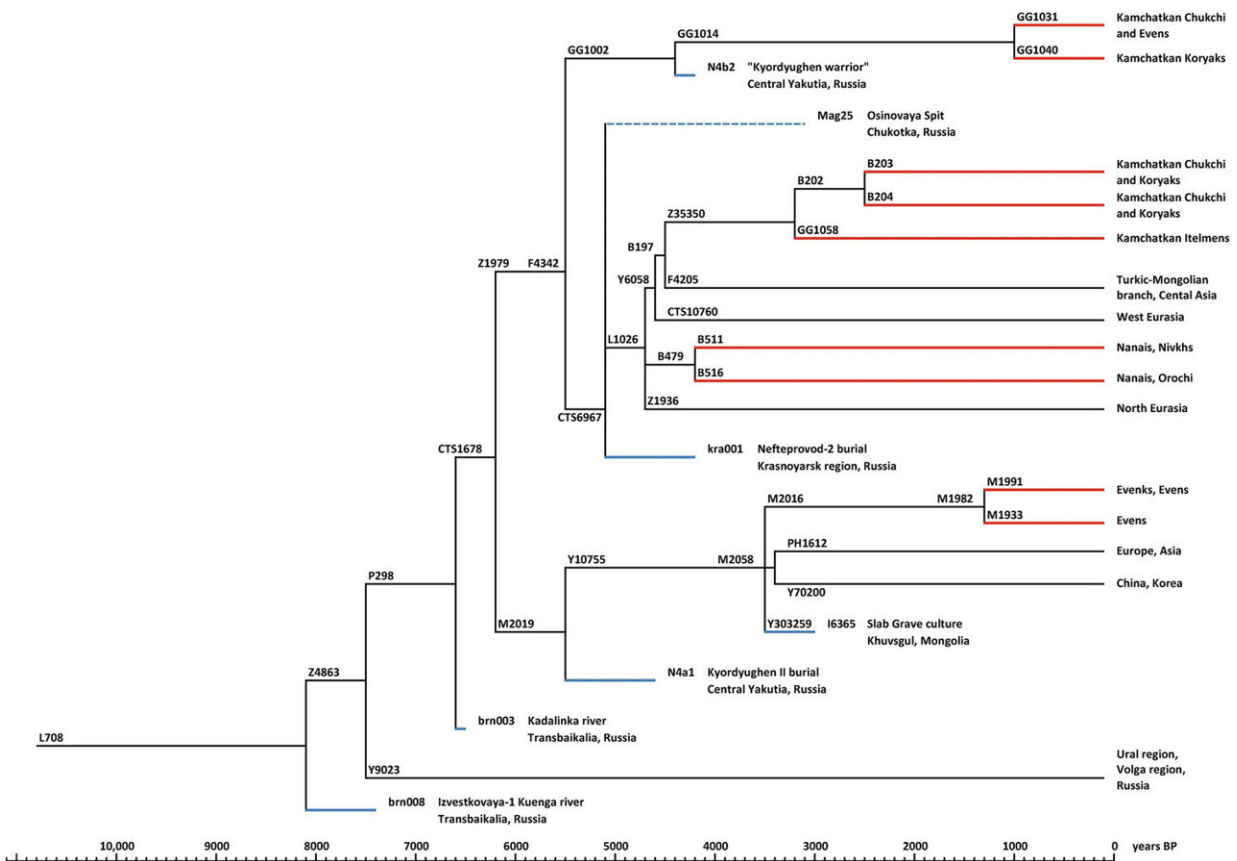 GG1031
Kamchatkan Chukchi
and Evens
GG1014
GG1002
GG1040
Kamchatkan Koryaks
N4b2 "Kyordyughen warrior"
Central Yakutia, Russia
Mag25 Osinovaya Spit
Chukotka, Russia
B203
Kamchatkan Chukchi
and Koryaks
B202
B204
Kamchatkan Chukchi
and Koryaks
Z35350
GG1058
Kamchatkan Itelmens
B197
Z1979 F4342
Y6058
F4205
Turkic-Mongolian
branch, Cental Asia
CTS10760
West Eurasia
L1026
B511
Nanais, Nivkhs
B479
B516
Nanais, Orochi
Z1936
North Eurasia
CTS6967
CTS1678
kra001 Nefteprovod-2 burial
Krasnoyarsk region, Russia
M1991
Evenks, Evens
M2016 M1982
M1933
Evens
PH1612
Europe, Asia
Y10755 M2058
P298
China, Korea
Y70200
M2019
Y303259 I6365 Slab Grave culture
Khuvsgul, Mongolia
Z4863
N4a1 Kyordyughen II burial
Central Yakutia, Russia
brn003 Kadalinka river
Transbaikalia, Russia
L708
Y9023
Ural region,
Volga region,
Russia
brn008 Izvestkovaya-1 Kuenga river
Transbaikalia, Russia
10,000 9000 8000 7000 6000 5000 4000 3000 2000 1000 0 years BP